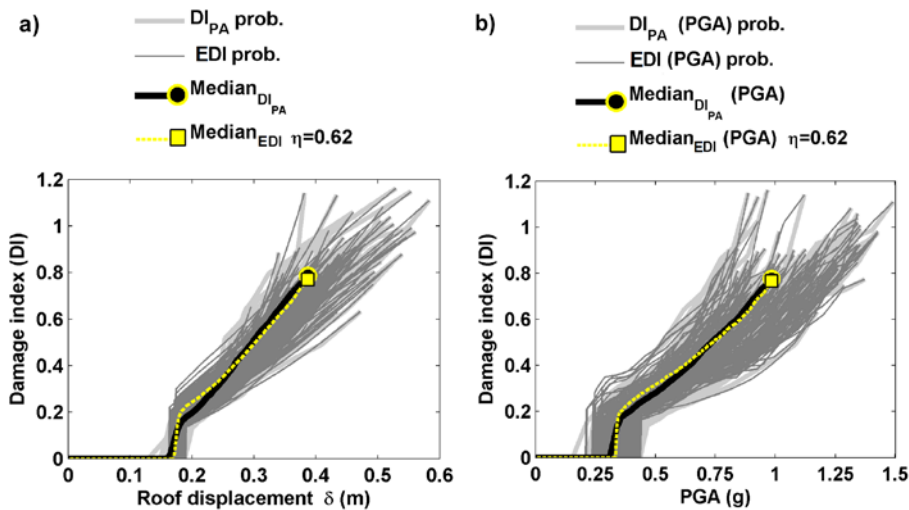 a)
DI_PA prob.
EDI prob.
Median_DI_PA
Median_EDI η=0.62
1.2
1
0.8
0.6
0.4
0.2
0
Damage index (DI)
0 0.1 0.2 0.3 0.4 0.5 0.6
Roof displacement δ (m)
b)
DI_PA (PGA) prob.
EDI (PGA) prob.
Median_DI_PA (PGA)
Median_EDI (PGA) η=0.62
1.2
1
0.8
0.6
0.4
0.2
0
Damage index (DI)
0 0.25 0.5 0.75 1 1.25 1.5
PGA (g)